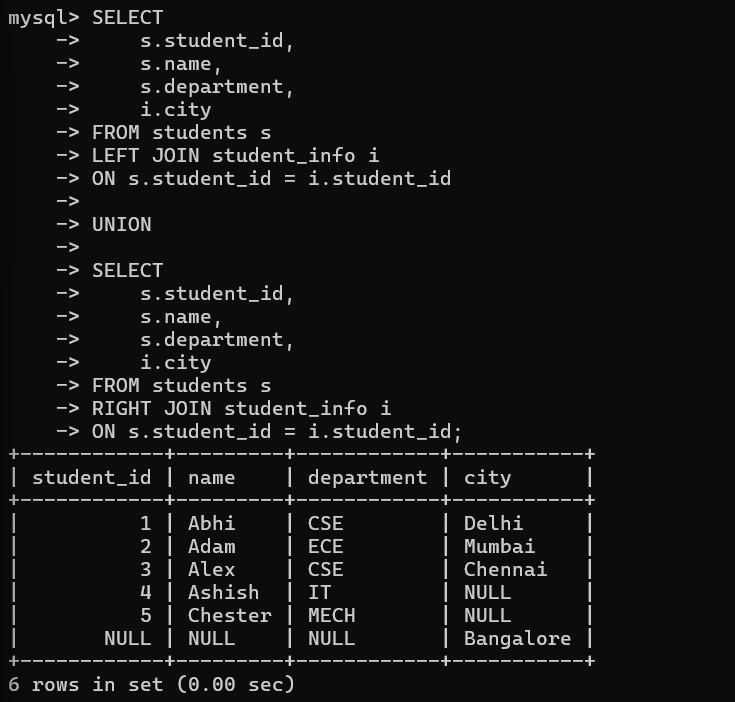 mysql> SELECT
    ->     s.student_id,
    ->     s.name,
    ->     s.department,
    ->     i.city
    -> FROM students s
    -> LEFT JOIN student_info i
    -> ON s.student_id = i.student_id
    ->
    -> UNION
    ->
    -> SELECT
    ->     s.student_id,
    ->     s.name,
    ->     s.department,
    ->     i.city
    -> FROM students s
    -> RIGHT JOIN student_info i
    -> ON s.student_id = i.student_id;
+------------+---------+------------+-----------+
| student_id | name    | department | city      |
+------------+---------+------------+-----------+
|          1 | Abhi    | CSE        | Delhi     |
|          2 | Adam    | ECE        | Mumbai    |
|          3 | Alex    | CSE        | Chennai   |
|          4 | Ashish  | IT         | NULL      |
|          5 | Chester | MECH       | NULL      |
|       NULL | NULL    | NULL       | Bangalore |
+------------+---------+------------+-----------+
6 rows in set (0.00 sec)